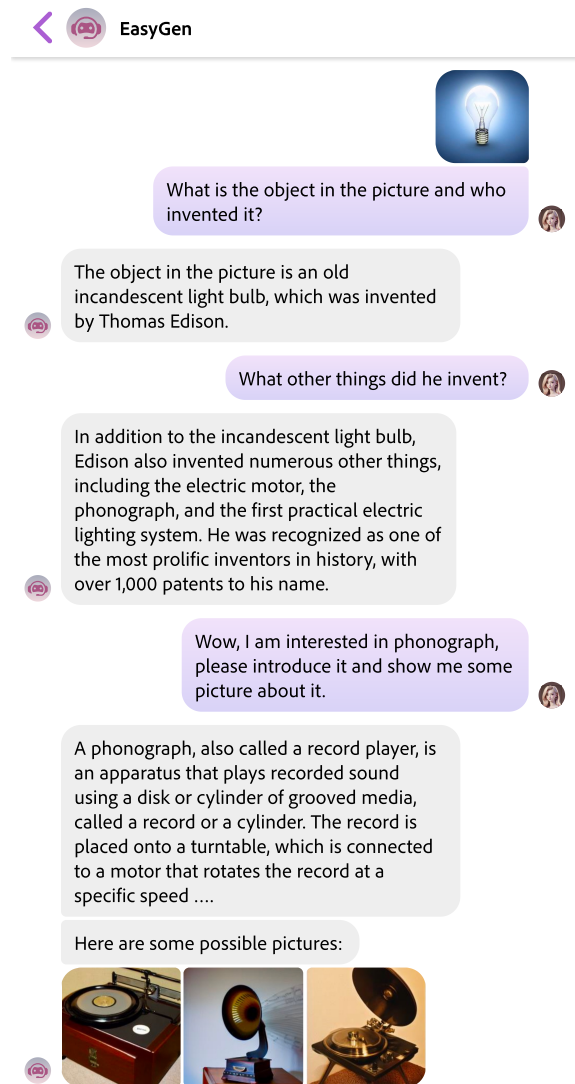 EasyGen
What is the object in the picture and who
invented it?
The object in the picture is an old
incandescent light bulb, which was invented
by Thomas Edison.
What other things did he invent?
In addition to the incandescent light bulb,
Edison also invented numerous other things,
including the electric motor, the
phonograph, and the first practical electric
lighting system. He was recognized as one of
the most prolific inventors in history, with
over 1,000 patents to his name.
Wow, I am interested in phonograph,
please introduce it and show me some
picture about it.
A phonograph, also called a record player, is
an apparatus that plays recorded sound
using a disk or cylinder of grooved media,
called a record or a cylinder. The record is
placed onto a turntable, which is connected
to a motor that rotates the record at a
specific speed ....
Here are some possible pictures: